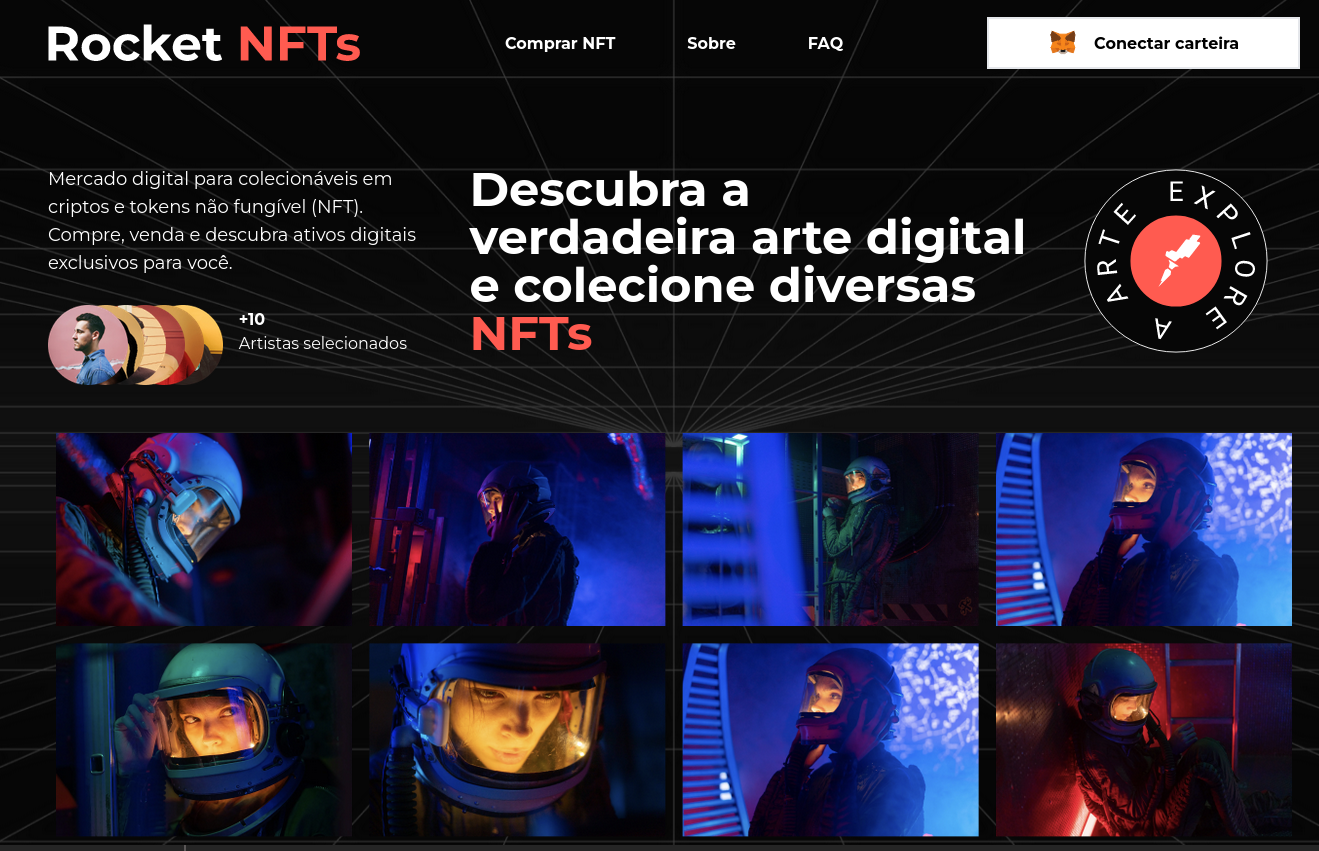 Rocket NFTs
Comprar NFT
Sobre
FAQ
Conectar carteira
Mercado digital para colecionáveis em
criptos e tokens não fungível (NFT).
Compre, venda e descubra ativos digitais
exclusivos para você.
+10
Artistas selecionados
Descubra a
verdadeira arte digital
e colecione diversas
NFTs
EXPLORE A ARTE